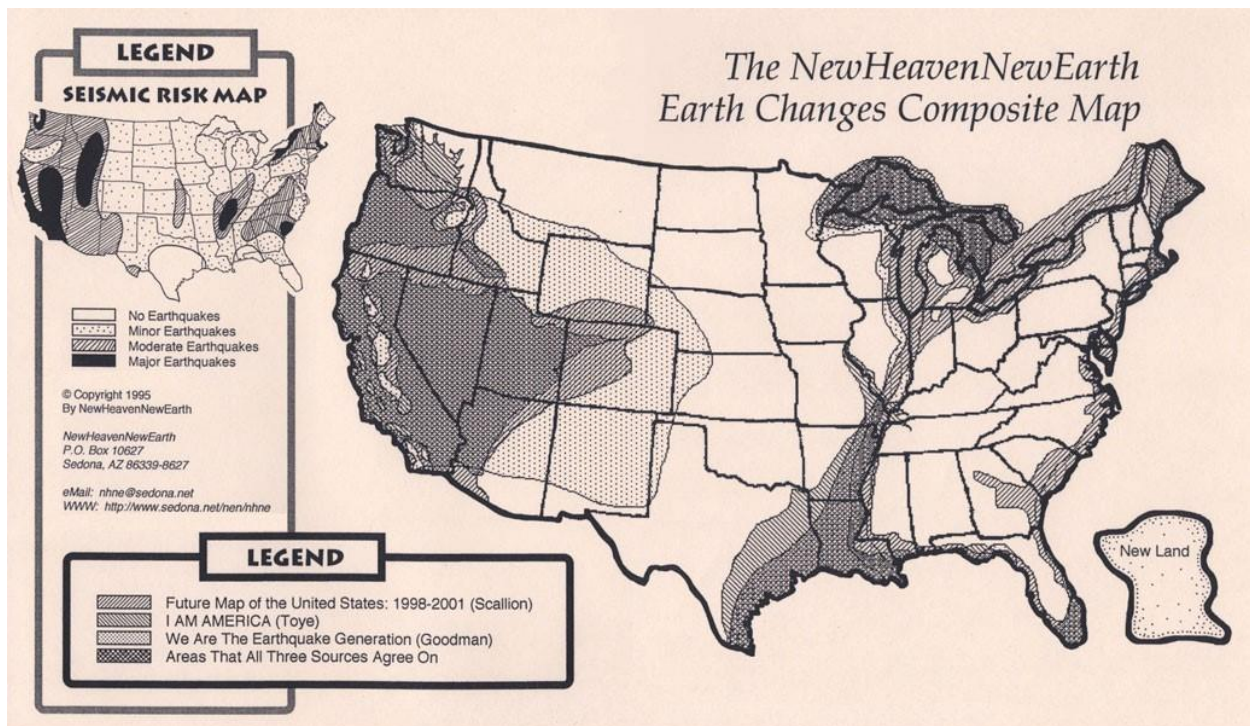 The NewHeavenNewEarth
Earth Changes Composite Map
LEGEND
SEISMIC RISK MAP
No Earthquakes
Minor Earthquakes
Moderate Earthquakes
Major Earthquakes
© Copyright 1995
By NewHeavenNewEarth
NewHeavenNewEarth
P.O. Box 10627
Sedona, AZ 86339-8627
eMail: nhne@sedona.net
WWW: http://www.sedona.net/nen/nhne
LEGEND
Future Map of the United States: 1998-2001 (Scallion)
I AM AMERICA (Toye)
We Are The Earthquake Generation (Goodman)
Areas That All Three Sources Agree On
New Land